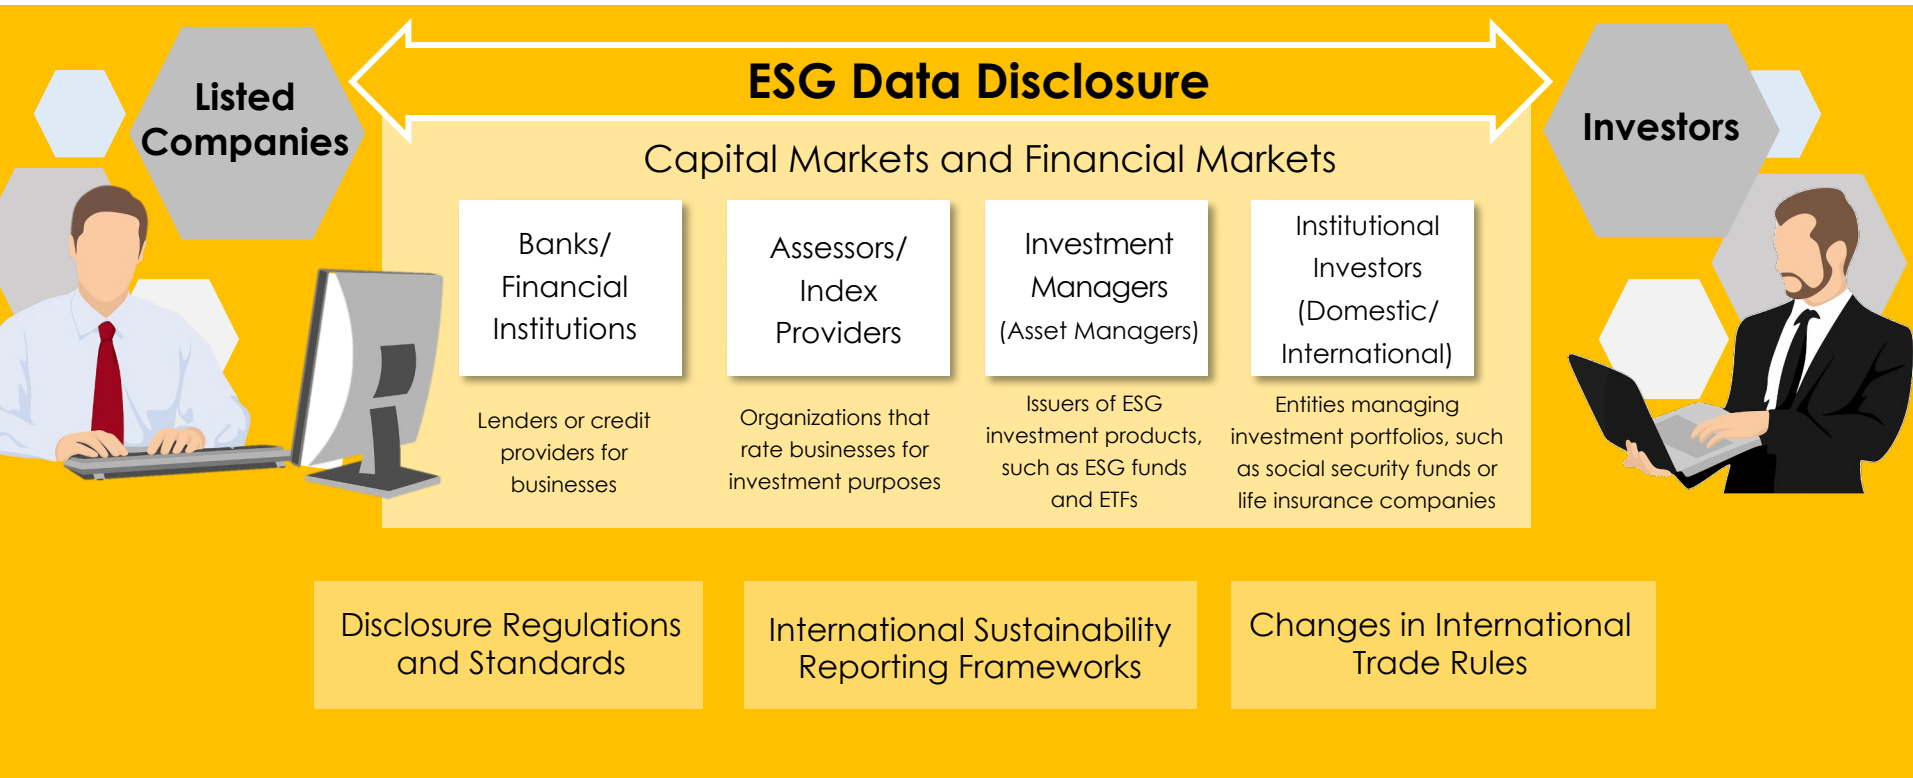 Listed
Companies
ESG Data Disclosure
Investors
Capital Markets and Financial Markets
Banks/
Financial
Institutions
Lenders or credit
providers for
businesses
Assessors/
Index
Providers
Organizations that
rate businesses for
investment purposes
Investment
Managers
(Asset Managers)
Issuers of ESG
investment products,
such as ESG funds
and ETFs
Institutional
Investors
(Domestic/
International)
Entities managing
investment portfolios, such
as social security funds or
life insurance companies
Disclosure Regulations
and Standards
International Sustainability
Reporting Frameworks
Changes in International
Trade Rules